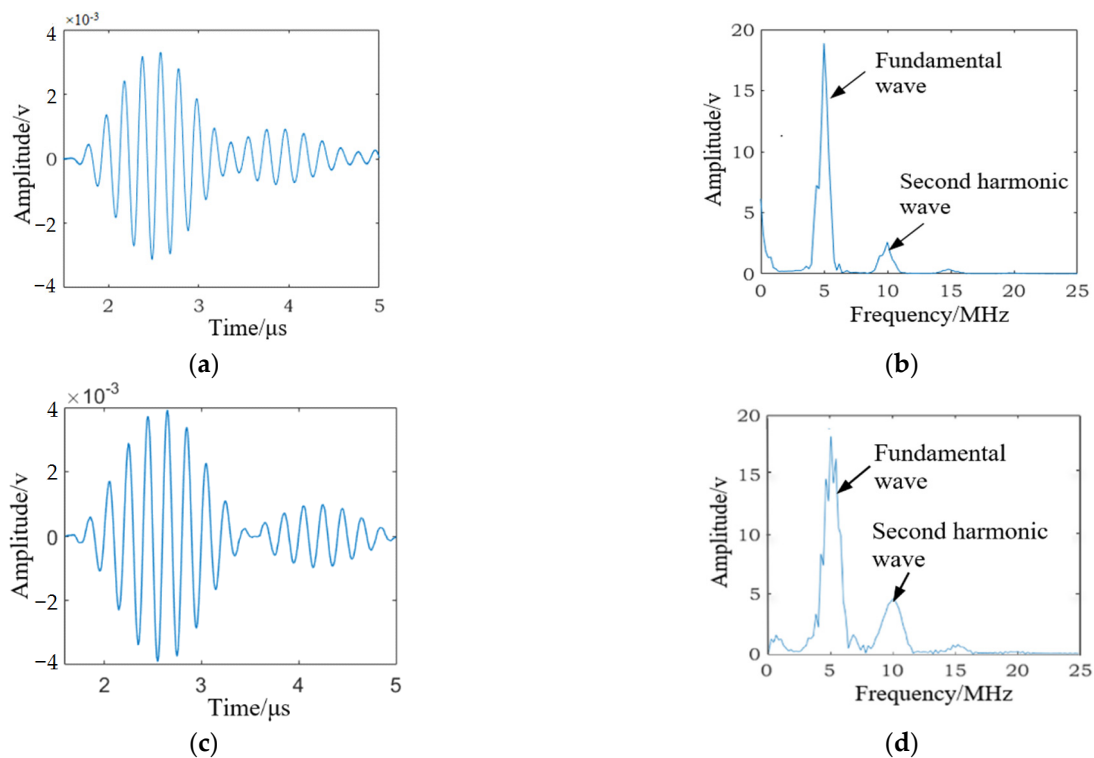 ×10⁻³
4
2
0
−2
−4
Amplitude/v
2 3 4 5
Time/μs
(a)
20
15
10
5
0
Amplitude/v
Fundamental
wave
Second harmonic
wave
0 5 10 15 20 25
Frequency/MHz
(b)
×10⁻³
4
2
0
−2
−4
Amplitude/v
2 3 4 5
Time/μs
(c)
20
15
10
5
0
Amplitude/v
Fundamental
wave
Second harmonic
wave
0 5 10 15 20 25
Frequency/MHz
(d)